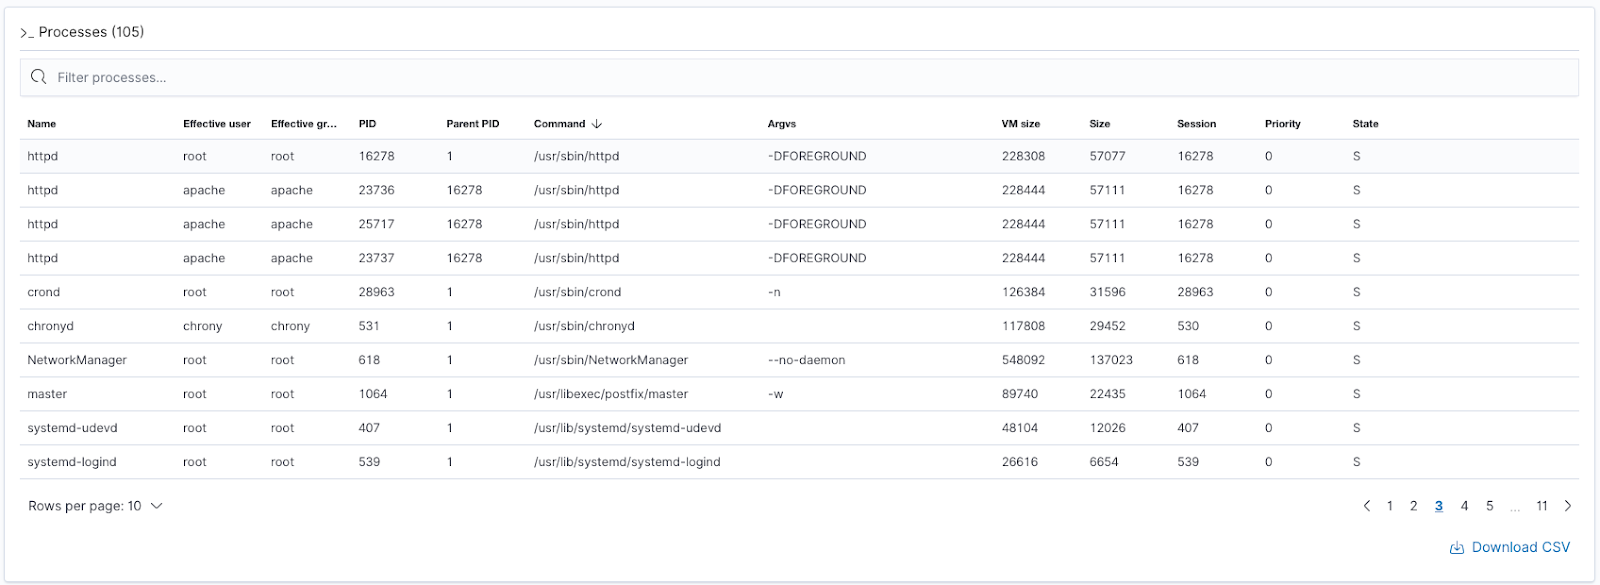 >_ Processes (105)
Filter processes...
Name Effective user Effective gr... PID Parent PID Command Argvs VM size Size Session Priority State
httpd root root 16278 1 /usr/sbin/httpd -DFOREGROUND 228308 57077 16278 0 S
httpd apache apache 23736 16278 /usr/sbin/httpd -DFOREGROUND 228444 57111 16278 0 S
httpd apache apache 25717 16278 /usr/sbin/httpd -DFOREGROUND 228444 57111 16278 0 S
httpd apache apache 23737 16278 /usr/sbin/httpd -DFOREGROUND 228444 57111 16278 0 S
crond root root 28963 1 /usr/sbin/crond -n 126384 31596 28963 0 S
chronyd chrony chrony 531 1 /usr/sbin/chronyd 117808 29452 530 0 S
NetworkManager root root 618 1 /usr/sbin/NetworkManager --no-daemon 548092 137023 618 0 S
master root root 1064 1 /usr/libexec/postfix/master -w 89740 22435 1064 0 S
systemd-udevd root root 407 1 /usr/lib/systemd/systemd-udevd 48104 12026 407 0 S
systemd-logind root root 539 1 /usr/lib/systemd/systemd-logind 26616 6654 539 0 S
Rows per page: 10 1 2 3 4 5 ... 11
Download CSV